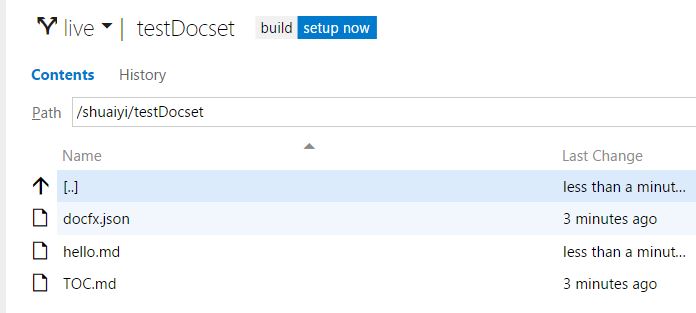 live | testDocset build setup now
Contents History
Path /shuaiyi/testDocset
Name Last Change
[..] less than a minut...
docfx.json 3 minutes ago
hello.md less than a minut...
TOC.md 3 minutes ago